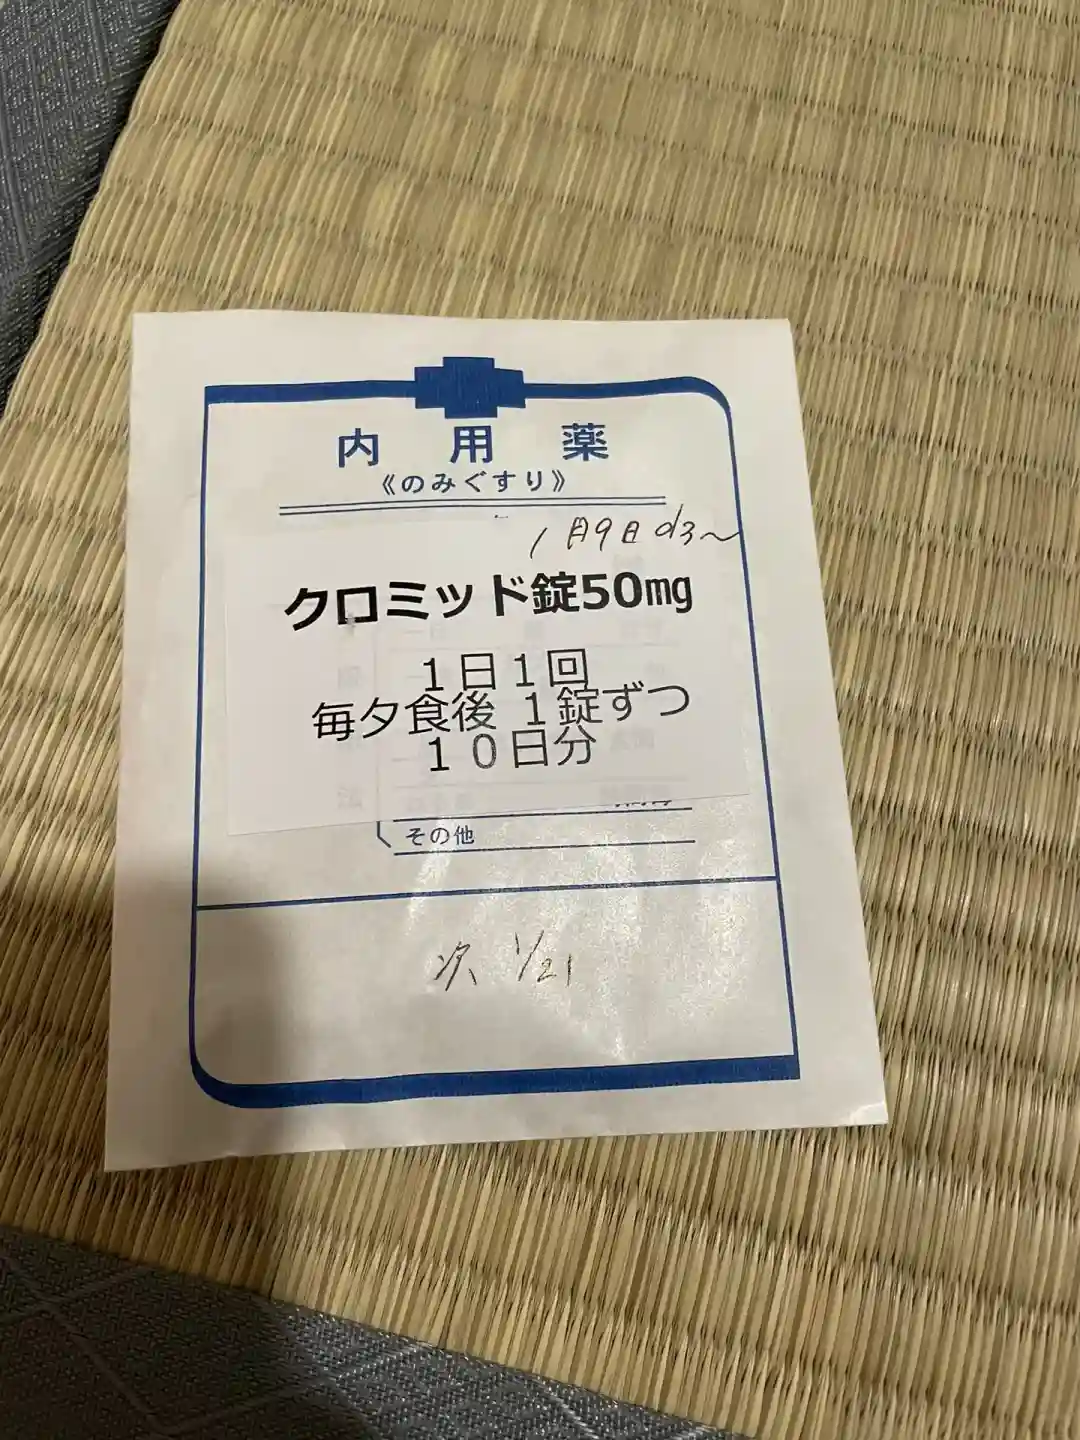 内用薬
《のみぐすり》
1月9日 d3〜
クロミッド錠50㎎
１日１回
毎夕食後 １錠ずつ
１０日分
その他
次 1/21